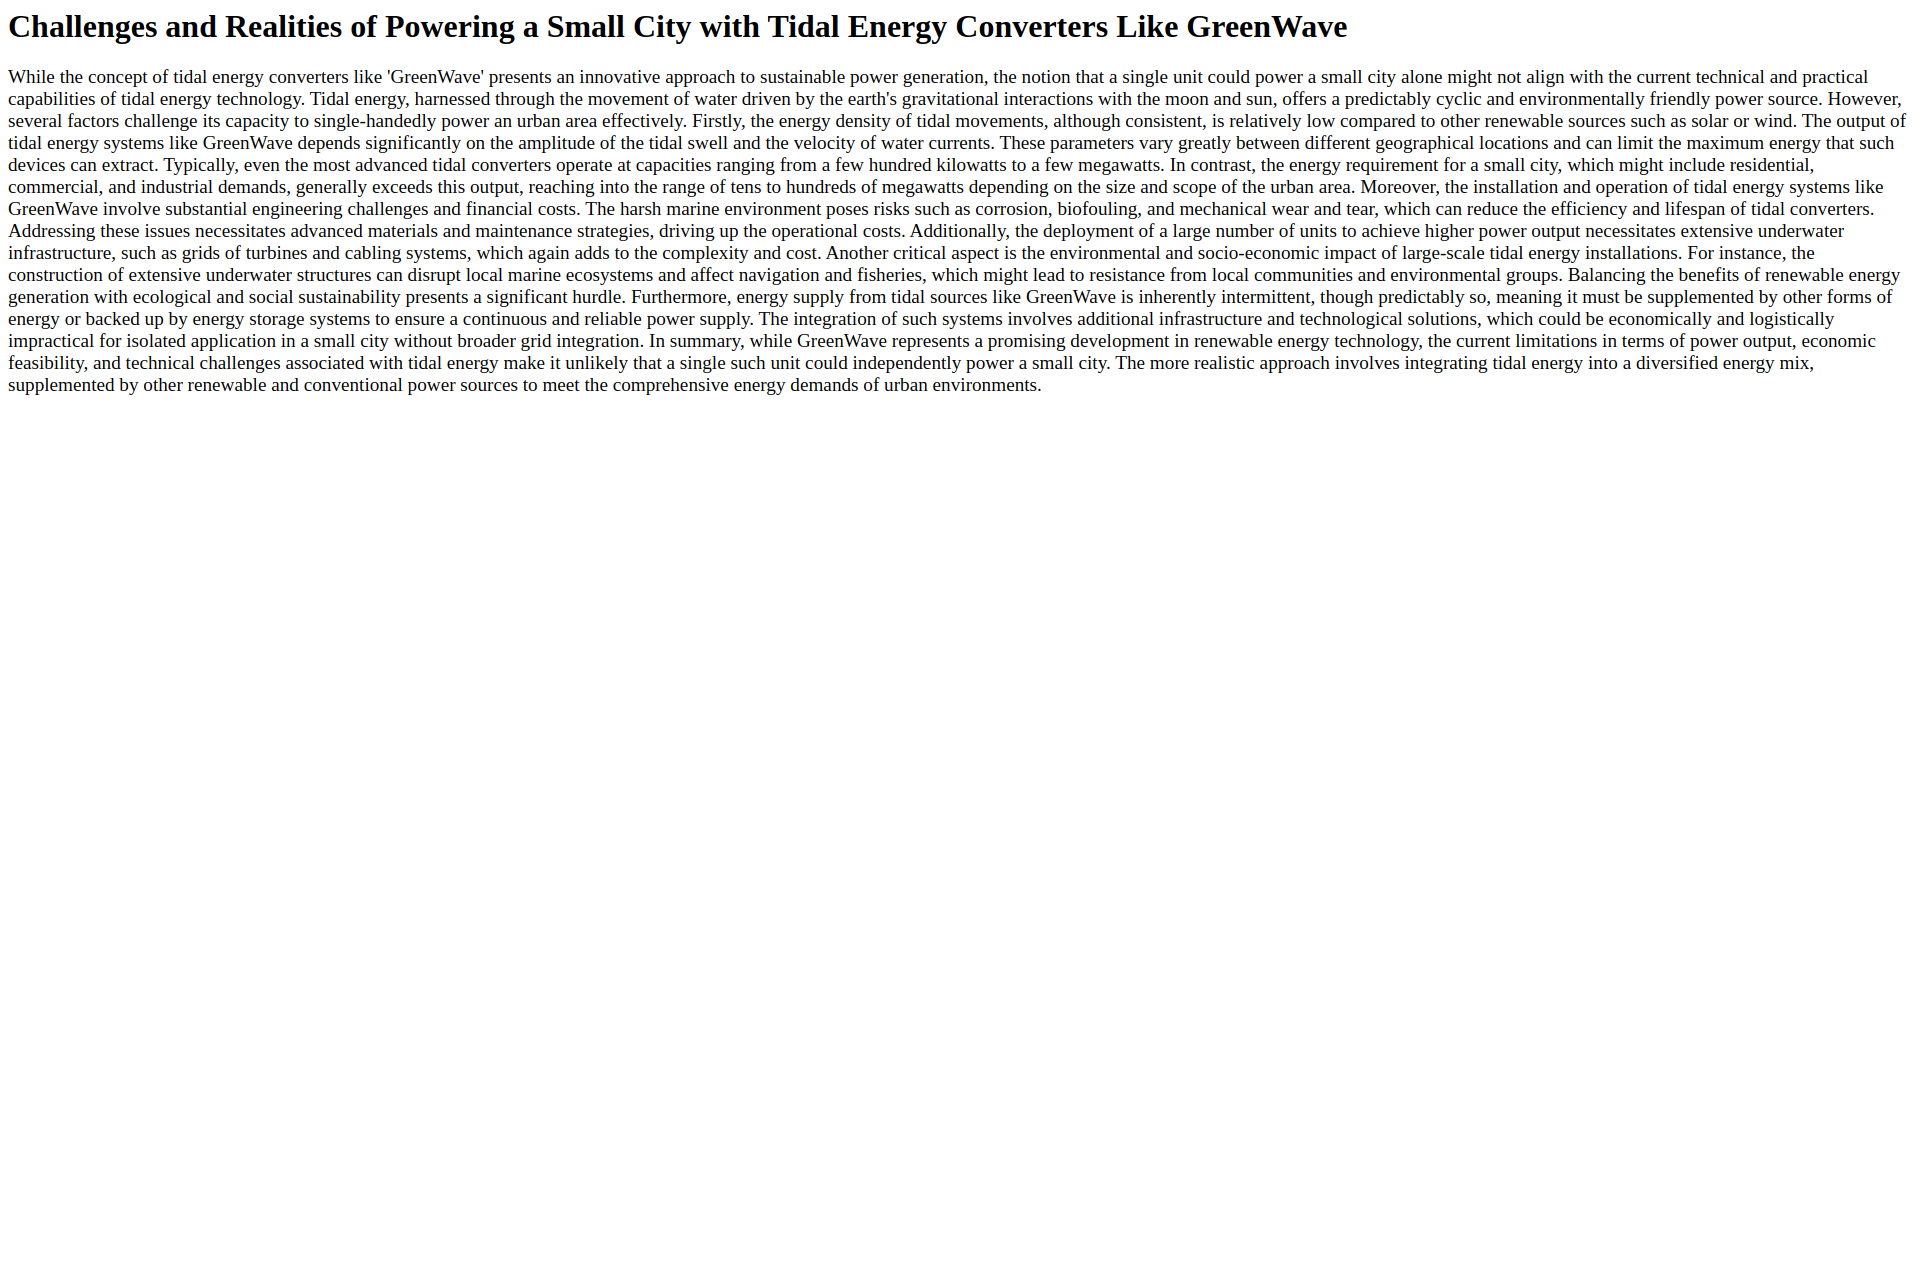 Challenges and Realities of Powering a Small City with Tidal Energy Converters Like GreenWave
While the concept of tidal energy converters like 'GreenWave' presents an innovative approach to sustainable power generation, the notion that a single unit could power a small city alone might not align with the current technical and practical
capabilities of tidal energy technology. Tidal energy, harnessed through the movement of water driven by the earth's gravitational interactions with the moon and sun, offers a predictably cyclic and environmentally friendly power source. However,
several factors challenge its capacity to single-handedly power an urban area effectively. Firstly, the energy density of tidal movements, although consistent, is relatively low compared to other renewable sources such as solar or wind. The output of
tidal energy systems like GreenWave depends significantly on the amplitude of the tidal swell and the velocity of water currents. These parameters vary greatly between different geographical locations and can limit the maximum energy that such
devices can extract. Typically, even the most advanced tidal converters operate at capacities ranging from a few hundred kilowatts to a few megawatts. In contrast, the energy requirement for a small city, which might include residential,
commercial, and industrial demands, generally exceeds this output, reaching into the range of tens to hundreds of megawatts depending on the size and scope of the urban area. Moreover, the installation and operation of tidal energy systems like
GreenWave involve substantial engineering challenges and financial costs. The harsh marine environment poses risks such as corrosion, biofouling, and mechanical wear and tear, which can reduce the efficiency and lifespan of tidal converters.
Addressing these issues necessitates advanced materials and maintenance strategies, driving up the operational costs. Additionally, the deployment of a large number of units to achieve higher power output necessitates extensive underwater
infrastructure, such as grids of turbines and cabling systems, which again adds to the complexity and cost. Another critical aspect is the environmental and socio-economic impact of large-scale tidal energy installations. For instance, the
construction of extensive underwater structures can disrupt local marine ecosystems and affect navigation and fisheries, which might lead to resistance from local communities and environmental groups. Balancing the benefits of renewable energy
generation with ecological and social sustainability presents a significant hurdle. Furthermore, energy supply from tidal sources like GreenWave is inherently intermittent, though predictably so, meaning it must be supplemented by other forms of
energy or backed up by energy storage systems to ensure a continuous and reliable power supply. The integration of such systems involves additional infrastructure and technological solutions, which could be economically and logistically
impractical for isolated application in a small city without broader grid integration. In summary, while GreenWave represents a promising development in renewable energy technology, the current limitations in terms of power output, economic
feasibility, and technical challenges associated with tidal energy make it unlikely that a single such unit could independently power a small city. The more realistic approach involves integrating tidal energy into a diversified energy mix,
supplemented by other renewable and conventional power sources to meet the comprehensive energy demands of urban environments.